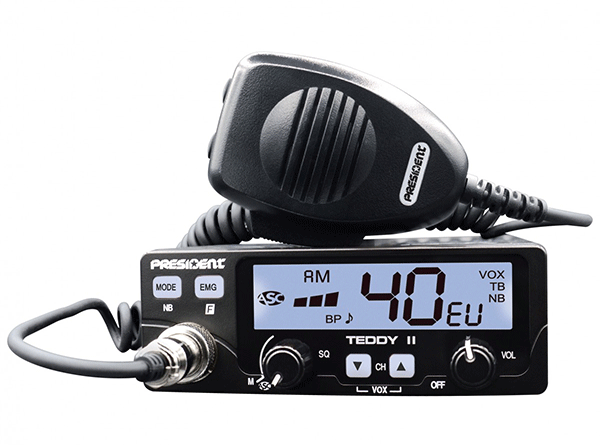 PRESIDENT
PRESIDENT
MODE
EMG
NB
F
AM
ASC
BP ♪
40 EU
VOX
TB
NB
TEDDY II
SQ
M
ASC
▼ CH ▲
VOX
OFF
VOL